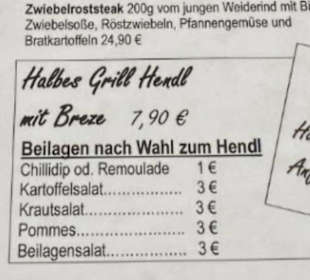 Zwiebelroststeak 200g vom jungen Weiderind mit
Zwiebelsoße, Röstzwiebeln, Pfannengemüse und
Bratkartoffeln 24,90 €
Halbes Grill Hendl
mit Breze 7,90 €
Beilagen nach Wahl zum Hendl
Chillidip od. Remoulade 1 €
Kartoffelsalat.................. 3 €
Krautsalat...................... 3 €
Pommes........................ 3 €
Beilagensalat................. 3 €